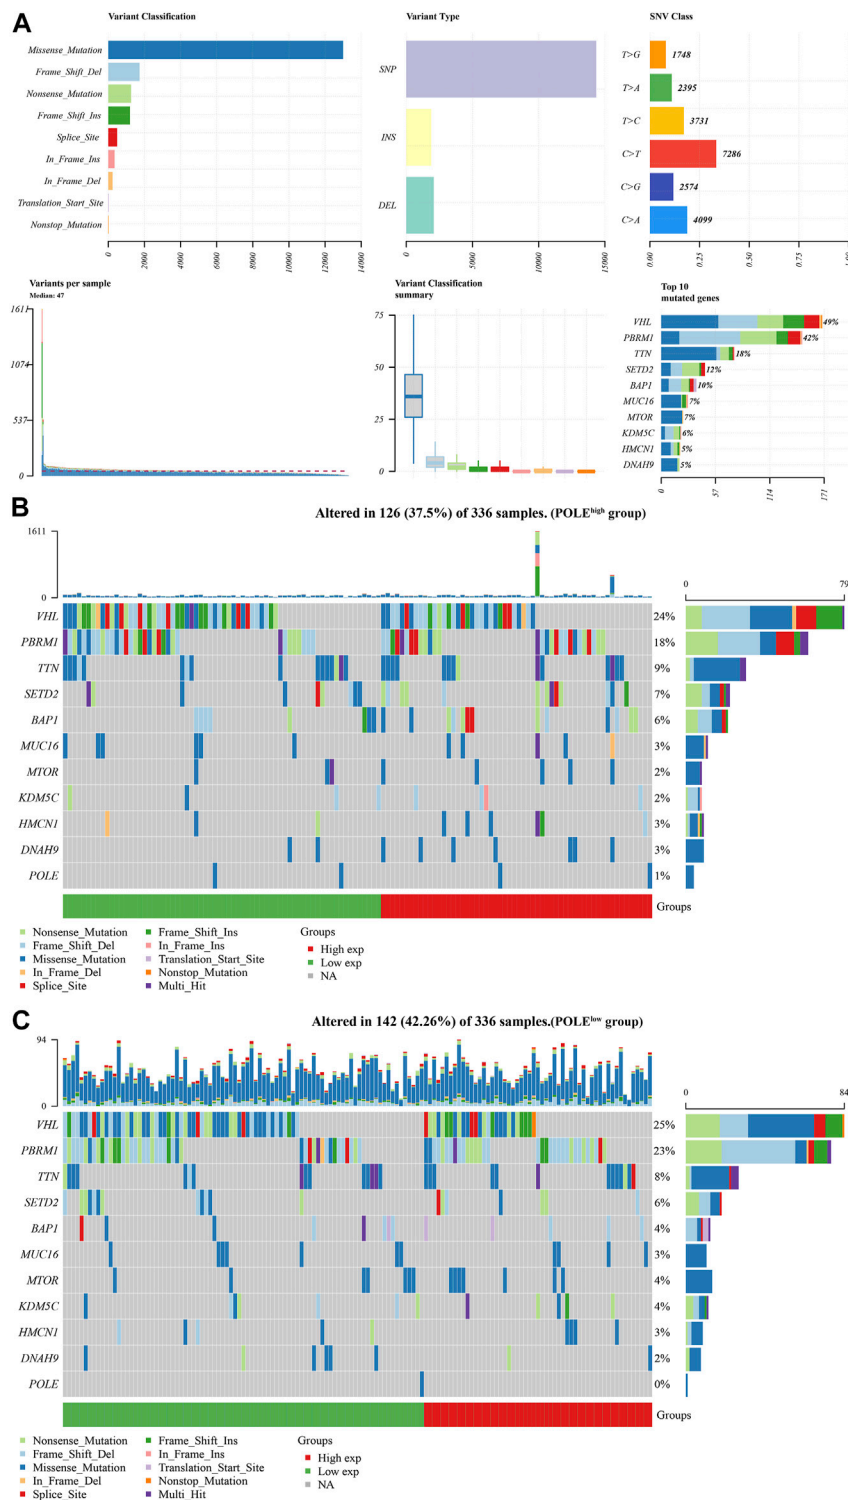 A
Variant Classification
Missense_Mutation
Frame_Shift_Del
Nonsense_Mutation
Frame_Shift_Ins
Splice_Site
In_Frame_Ins
In_Frame_Del
Translation_Start_Site
Nonstop_Mutation
0
20000
40000
60000
80000
100000
120000
140000
Variant Type
SNP
INS
DEL
0
5000
10000
15000
SNV Class
T>G
1748
T>A
2395
T>C
3731
C>T
7286
C>G
2574
C>A
4099
0.00
0.25
0.50
0.75
1.00
Variants per sample
Median: 47
1611
1074
537
0
Variant Classification
summary
75
50
25
0
Top 10
mutated genes
VHL
49%
PBRM1
42%
TTN
18%
SETD2
12%
BAP1
10%
MUC16
7%
MTOR
7%
KDM5C
6%
HMCN1
5%
DNAH9
5%
0
57
114
171
B
Altered in 126 (37.5%) of 336 samples. (POLEhigh group)
1611
0
0
79
VHL
24%
PBRM1
18%
TTN
9%
SETD2
7%
BAP1
6%
MUC16
3%
MTOR
2%
KDM5C
2%
HMCN1
3%
DNAH9
3%
POLE
1%
Groups
Nonsense_Mutation
Frame_Shift_Del
Missense_Mutation
In_Frame_Del
Splice_Site
Frame_Shift_Ins
In_Frame_Ins
Translation_Start_Site
Nonstop_Mutation
Multi_Hit
Groups
High exp
Low exp
NA
C
Altered in 142 (42.26%) of 336 samples.(POLElow group)
94
0
0
84
VHL
25%
PBRM1
23%
TTN
8%
SETD2
6%
BAP1
4%
MUC16
3%
MTOR
4%
KDM5C
4%
HMCN1
3%
DNAH9
2%
POLE
0%
Groups
Nonsense_Mutation
Frame_Shift_Del
Missense_Mutation
In_Frame_Del
Splice_Site
Frame_Shift_Ins
In_Frame_Ins
Translation_Start_Site
Nonstop_Mutation
Multi_Hit
Groups
High exp
Low exp
NA